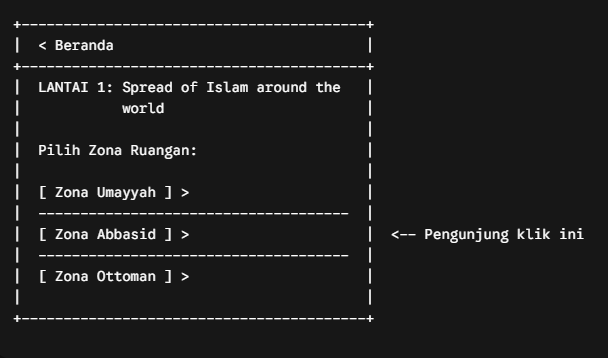 < Beranda
LANTAI 1: Spread of Islam around the
world
Pilih Zona Ruangan:
[ Zona Umayyah ] >
[ Zona Abbasid ] >
<-- Pengunjung klik ini
[ Zona Ottoman ] >